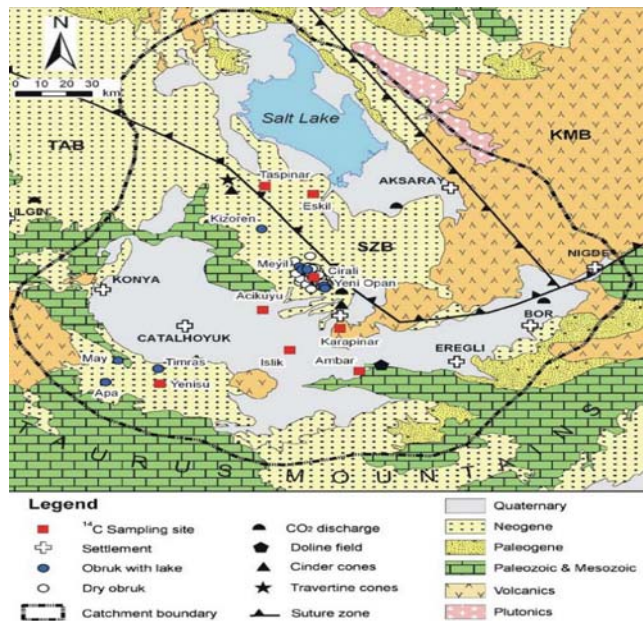 N
0 10 20 30
km
Salt Lake
TAB
KMB
Taspinar
AKSARAY
Eskil
ILGIN
Kizoren
SZB
Meyil
Cirali
NIGDE
Yeni Opan
KONYA
Acikuyu
BOR
CATALHOYUK
Karapinar
EREGLI
May
Timras
Islik
Ambar
Apa
Yenisu
TAURUS MOUNTAINS
Legend
14C Sampling site
CO2 discharge
Quaternary
Settlement
Doline field
Neogene
Obruk with lake
Cinder cones
Paleogene
Dry obruk
Travertine cones
Paleozoic & Mesozoic
Catchment boundary
Suture zone
Volcanics
Plutonics